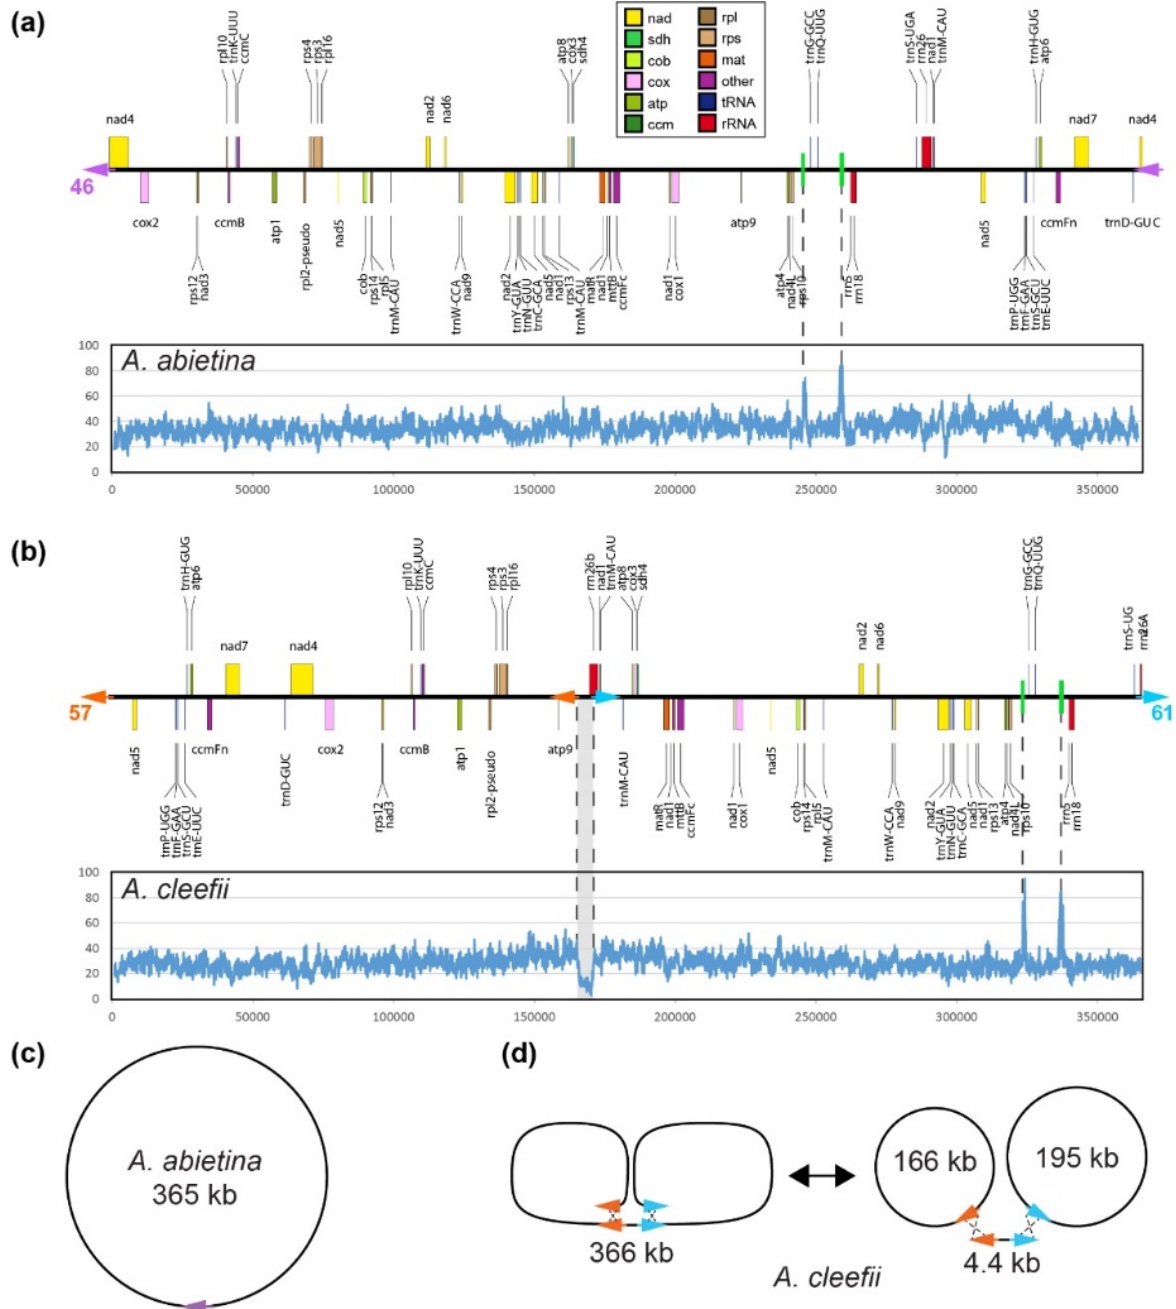 (a)
nad
sdh
cob
cox
atp
ccm
rpl
rps
mat
other
tRNA
rRNA
nad4
rpl10
trnK-UUU
ccmC
rps4
rps3
rpl16
nad2
nad6
atp8
cox3
sdh4
trnG-GCC
trnQ-UUG
trnS-UGA
rrn26
nad1
trnM-CAU
trnH-GUG
atp6
nad7
nad4
46
cox2
rps12
nad3
ccmB
atp1
rpl2-pseudo
nad5
cob
rps14
rpl5
trnM-CAU
trnW-CCA
nad9
nad2
trnY-GUA
trnN-GUU
trnC-GCA
nad5
nad1
rps13
trnM-CAU
matR
nad1
mttB
ccmFc
nad1
cox1
atp9
atp4
nad4L
rps10
rrn5
rrn18
nad5
trnP-UGG
trnF-GAA
trnS-GCU
trnE-UUC
ccmFn
trnD-GUC
A. abietina
100
80
60
40
20
0
0 50000 100000 150000 200000 250000 300000 350000
(b)
trnH-GUG
atp6
nad7
nad4
rpl10
trnK-UUU
ccmC
rps4
rps3
rpl16
rrn26b
nad1
trnM-CAU
atp8
cox3
sdh4
nad2
nad6
trnG-GCC
trnQ-UUG
trnS-UG
57
61
nad5
trnP-UGG
trnF-GAA
trnS-GCU
trnE-UUC
ccmFn
trnD-GUC
cox2
rps12
nad3
ccmB
atp1
rpl2-pseudo
atp9
trnM-CAU
matR
nad1
mttB
ccmFc
nad1
cox1
nad5
cob
rps14
rpl5
trnM-CAU
trnW-CCA
nad9
nad2
trnY-GUA
trnN-GUU
trnC-GCA
nad5
nad1
rps13
atp4
nad4L
rps10
rrn5
rrn18
A. cleefii
100
80
60
40
20
0
0 50000 100000 150000 200000 250000 300000 350000
(c)
A. abietina
365 kb
(d)
366 kb
166 kb
195 kb
4.4 kb
A. cleefii